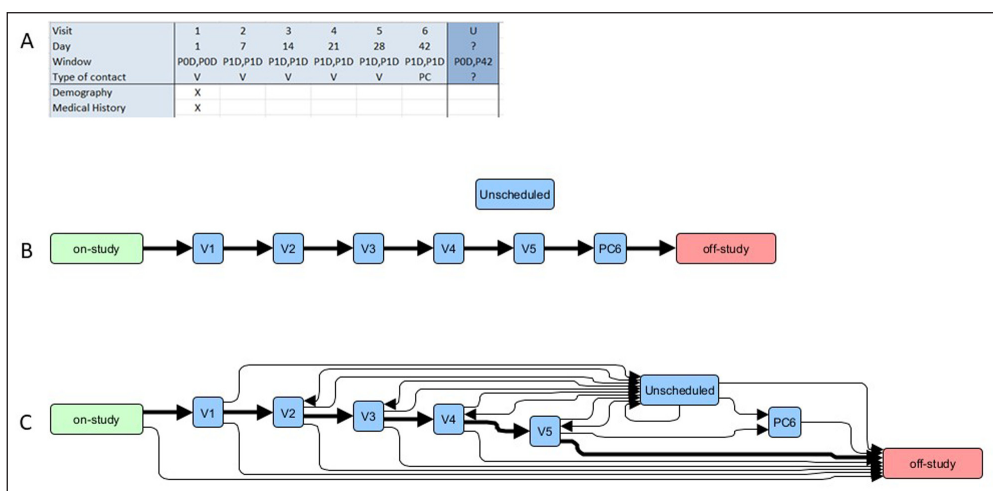 A
Visit 1 2 3 4 5 6 U
Day 1 7 14 21 28 42 ?
Window P0D,P0D P1D,P1D P1D,P1D P1D,P1D P1D,P1D P1D,P1D P0D,P42
Type of contact V V V V V PC ?
Demography X
Medical History X
Unscheduled
B on-study V1 V2 V3 V4 V5 PC6 off-study
Unscheduled
C on-study V1 V2 V3 V4 V5 PC6
off-study